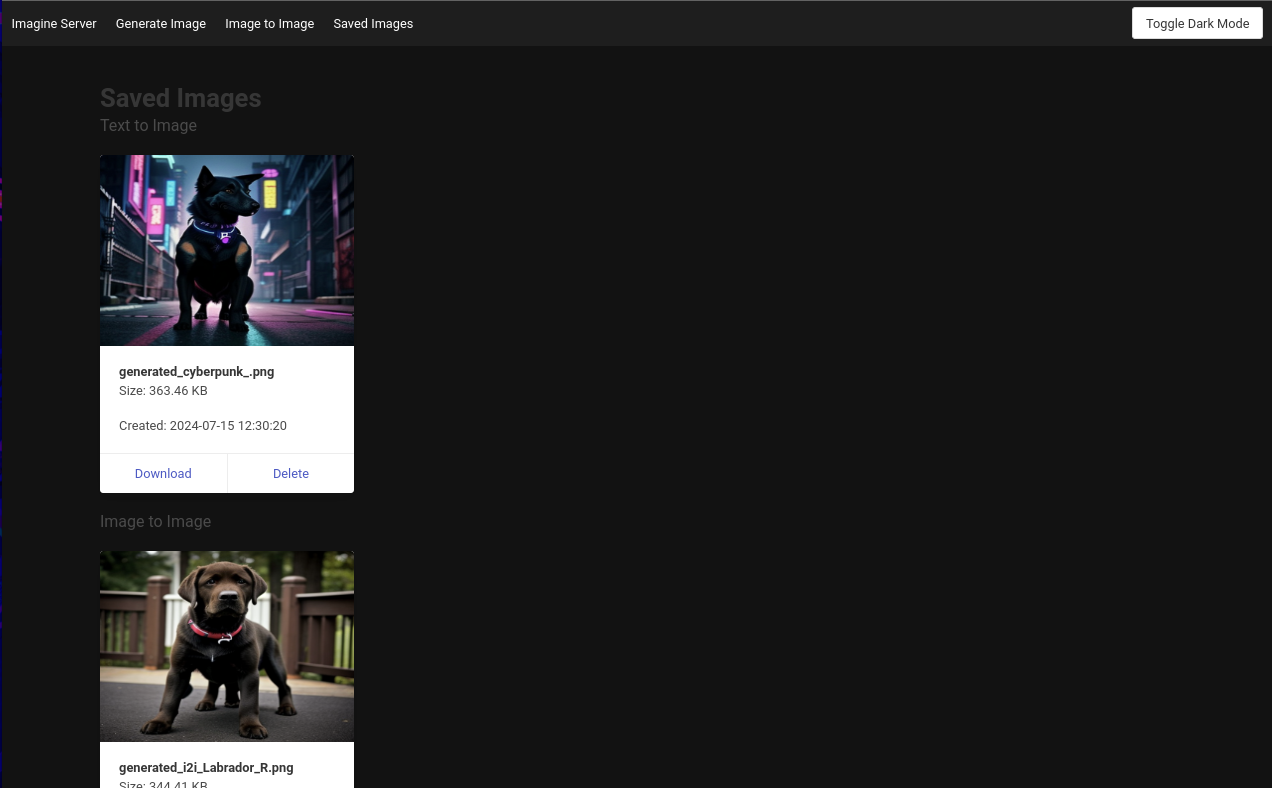 Imagine Server Generate Image Image to Image Saved Images Toggle Dark Mode
Saved Images
Text to Image
generated_cyberpunk_.png
Size: 363.46 KB
Created: 2024-07-15 12:30:20
Download Delete
Image to Image
generated_i2i_Labrador_R.png
Size: 344.41 KB